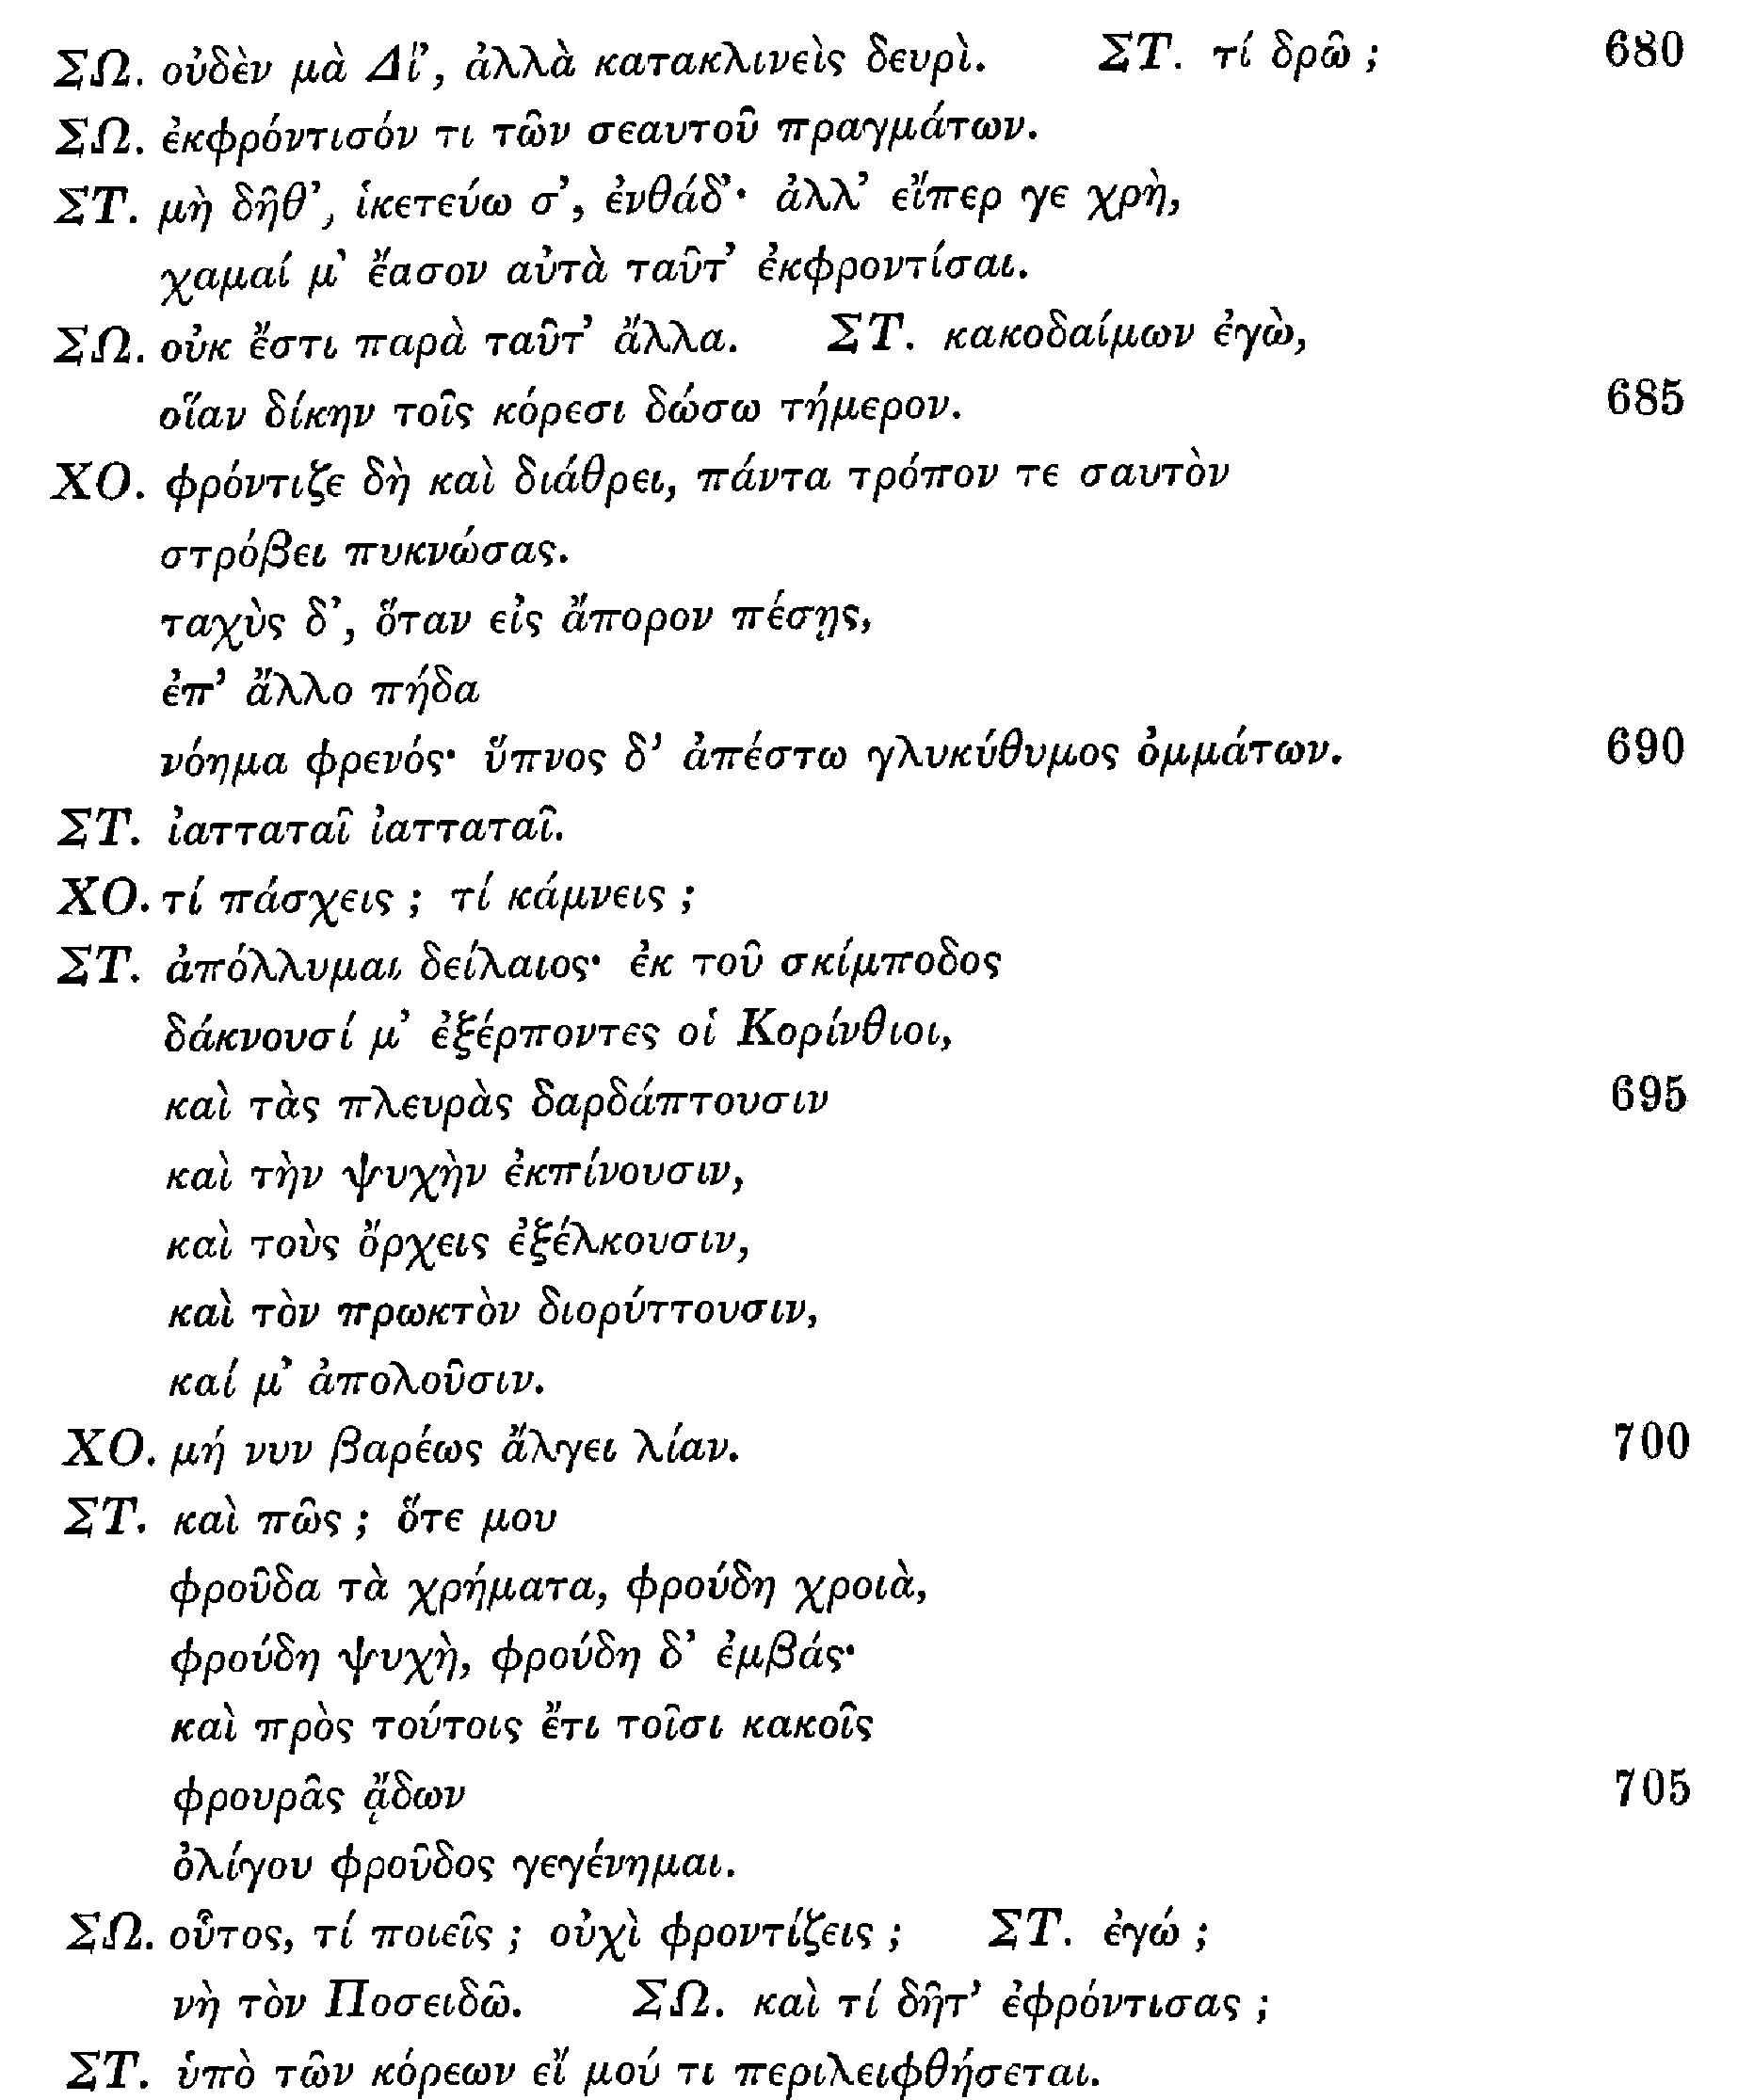 ΣΩ. οὐδὲν μὰ Δί’, ἀλλὰ κατακλινεὶς δευρὶ. ΣΤ. τί δρῶ ; 680
ΣΩ. ἐκφρόντισόν τι τῶν σεαυτοῦ πραγμάτων.
ΣΤ. μὴ δῆθ’, ἱκετεύω σ’, ἐνθάδ’· ἀλλ’ εἴπερ γε χρὴ,
χαμαί μ’ ἔασον αὐτὰ ταῦτ’ ἐκφροντίσαι.
ΣΩ. οὐκ ἔστι παρὰ ταῦτ’ ἄλλα. ΣΤ. κακοδαίμων ἐγὼ,
οἵαν δίκην τοῖς κόρεσι δώσω τήμερον. 685
ΧΟ. φρόντιζε δὴ καὶ διάθρει, πάντα τρόπον τε σαυτὸν
στρόβει πυκνώσας.
ταχὺς δ’, ὅταν εἰς ἄπορον πέσῃς,
ἐπ’ ἄλλο πήδα
νόημα φρενός· ὕπνος δ’ ἀπέστω γλυκύθυμος ὀμμάτων. 690
ΣΤ. ἰατταταῖ ἰατταταῖ.
ΧΟ. τί πάσχεις ; τί κάμνεις ;
ΣΤ. ἀπόλλυμαι δείλαιος· ἐκ τοῦ σκίμποδος
δάκνουσί μ’ ἐξέρποντες οἱ Κορίνθιοι,
καὶ τὰς πλευρὰς δαρδάπτουσιν 695
καὶ τὴν ψυχὴν ἐκπίνουσιν,
καὶ τοὺς ὄρχεις ἐξέλκουσιν,
καὶ τὸν πρωκτὸν διορύττουσιν,
καί μ’ ἀπολοῦσιν.
ΧΟ. μή νυν βαρέως ἄλγει λίαν. 700
ΣΤ. καὶ πῶς ; ὅτε μου
φροῦδα τὰ χρήματα, φρούδη χροιὰ,
φρούδη ψυχὴ, φρούδη δ’ ἐμβάς·
καὶ πρὸς τούτοις ἔτι τοῖσι κακοῖς
φρουρᾶς ᾄδων 705
ὀλίγου φροῦδος γεγένημαι.
ΣΩ. οὗτος, τί ποιεῖς ; οὐχὶ φροντίζεις ; ΣΤ. ἐγώ ;
νὴ τὸν Ποσειδῶ. ΣΩ. καὶ τί δῆτ’ ἐφρόντισας ;
ΣΤ. ὑπὸ τῶν κόρεων εἴ μού τι περιλειφθήσεται.